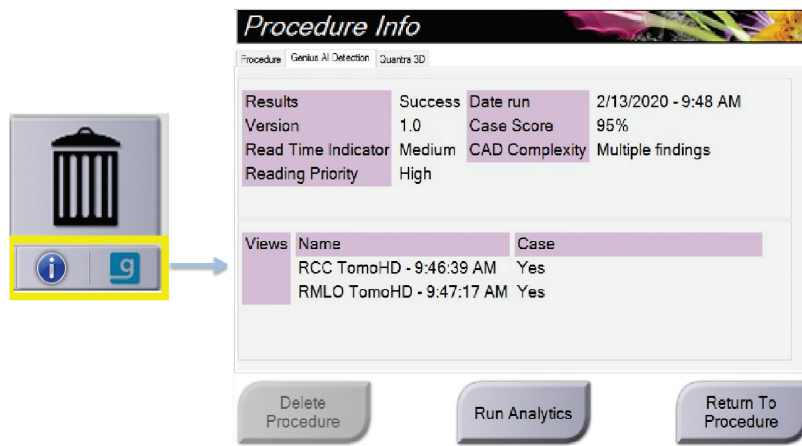 Procedure Info
Procedure Genius AI Detection Quantra 3D
Results Success Date run 2/13/2020 - 9:48 AM
Version 1.0 Case Score 95%
Read Time Indicator Medium CAD Complexity Multiple findings
Reading Priority High
Views Name Case
RCC TomoHD - 9:46:39 AM Yes
RMLO TomoHD - 9:47:17 AM Yes
i g
Delete Procedure Run Analytics Return To Procedure